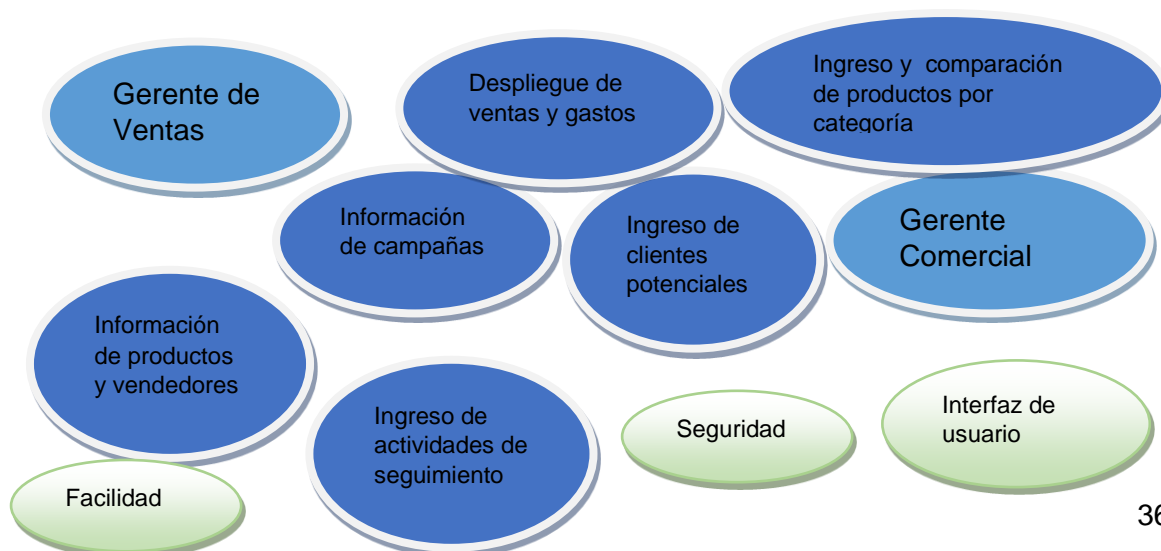 Gerente de
Ventas
Despliegue de
ventas y gastos
Ingreso y comparación
de productos por
categoría
Información
de campañas
Ingreso de
clientes
potenciales
Gerente
Comercial
Información
de productos
y vendedores
Ingreso de
actividades de
seguimiento
Seguridad
Interfaz de
usuario
Facilidad
36